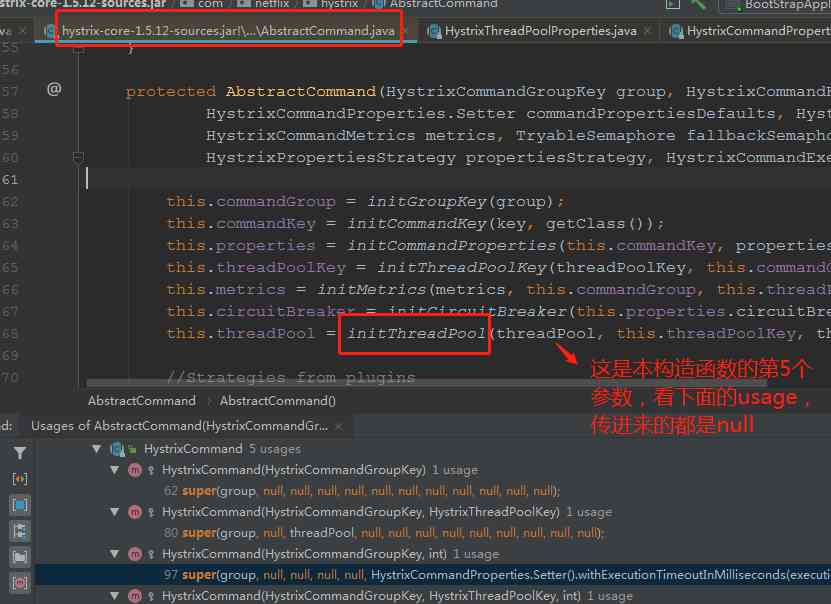 strix-core-1.5.12-sources.jar com netflix hystrix AbstractCommand BootStrapAppl
va × hystrix-core-1.5.12-sources.jar!\...\AbstractCommand.java × HystrixThreadPoolProperties.java × HystrixCommandPropert
55 }
56
57 @ protected AbstractCommand(HystrixCommandGroupKey group, HystrixCommandK
58 HystrixCommandProperties.Setter commandPropertiesDefaults, Hyst
59 HystrixCommandMetrics metrics, TryableSemaphore fallbackSemapho
60 HystrixPropertiesStrategy propertiesStrategy, HystrixCommandExe
61
62 this.commandGroup = initGroupKey(group);
63 this.commandKey = initCommandKey(key, getClass());
64 this.properties = initCommandProperties(this.commandKey, properties
65 this.threadPoolKey = initThreadPoolKey(threadPoolKey, this.commandG
66 this.metrics = initMetrics(metrics, this.commandGroup, this.threadP
67 this.circuitBreaker = initCircuitBreaker(this.properties.circuitBre
68 this.threadPool = initThreadPool(threadPool, this.threadPoolKey, th
69
70 //Strategies from plugins
这是本构造函数的第5个
参数，看下面的usage，
传进来的都是null
AbstractCommand › AbstractCommand()
d: Usages of AbstractCommand(HystrixCommandGr... ×
HystrixCommand 5 usages
HystrixCommand(HystrixCommandGroupKey) 1 usage
62 super(group, null, null, null, null, null, null, null, null, null, null, null);
HystrixCommand(HystrixCommandGroupKey, HystrixThreadPoolKey) 1 usage
80 super(group, null, threadPool, null, null, null, null, null, null, null, null, null);
HystrixCommand(HystrixCommandGroupKey, int) 1 usage
97 super(group, null, null, null, null, HystrixCommandProperties.Setter().withExecutionTimeoutInMilliseconds(executi
HystrixCommand(HystrixCommandGroupKey, HystrixThreadPoolKey, int) 1 usage